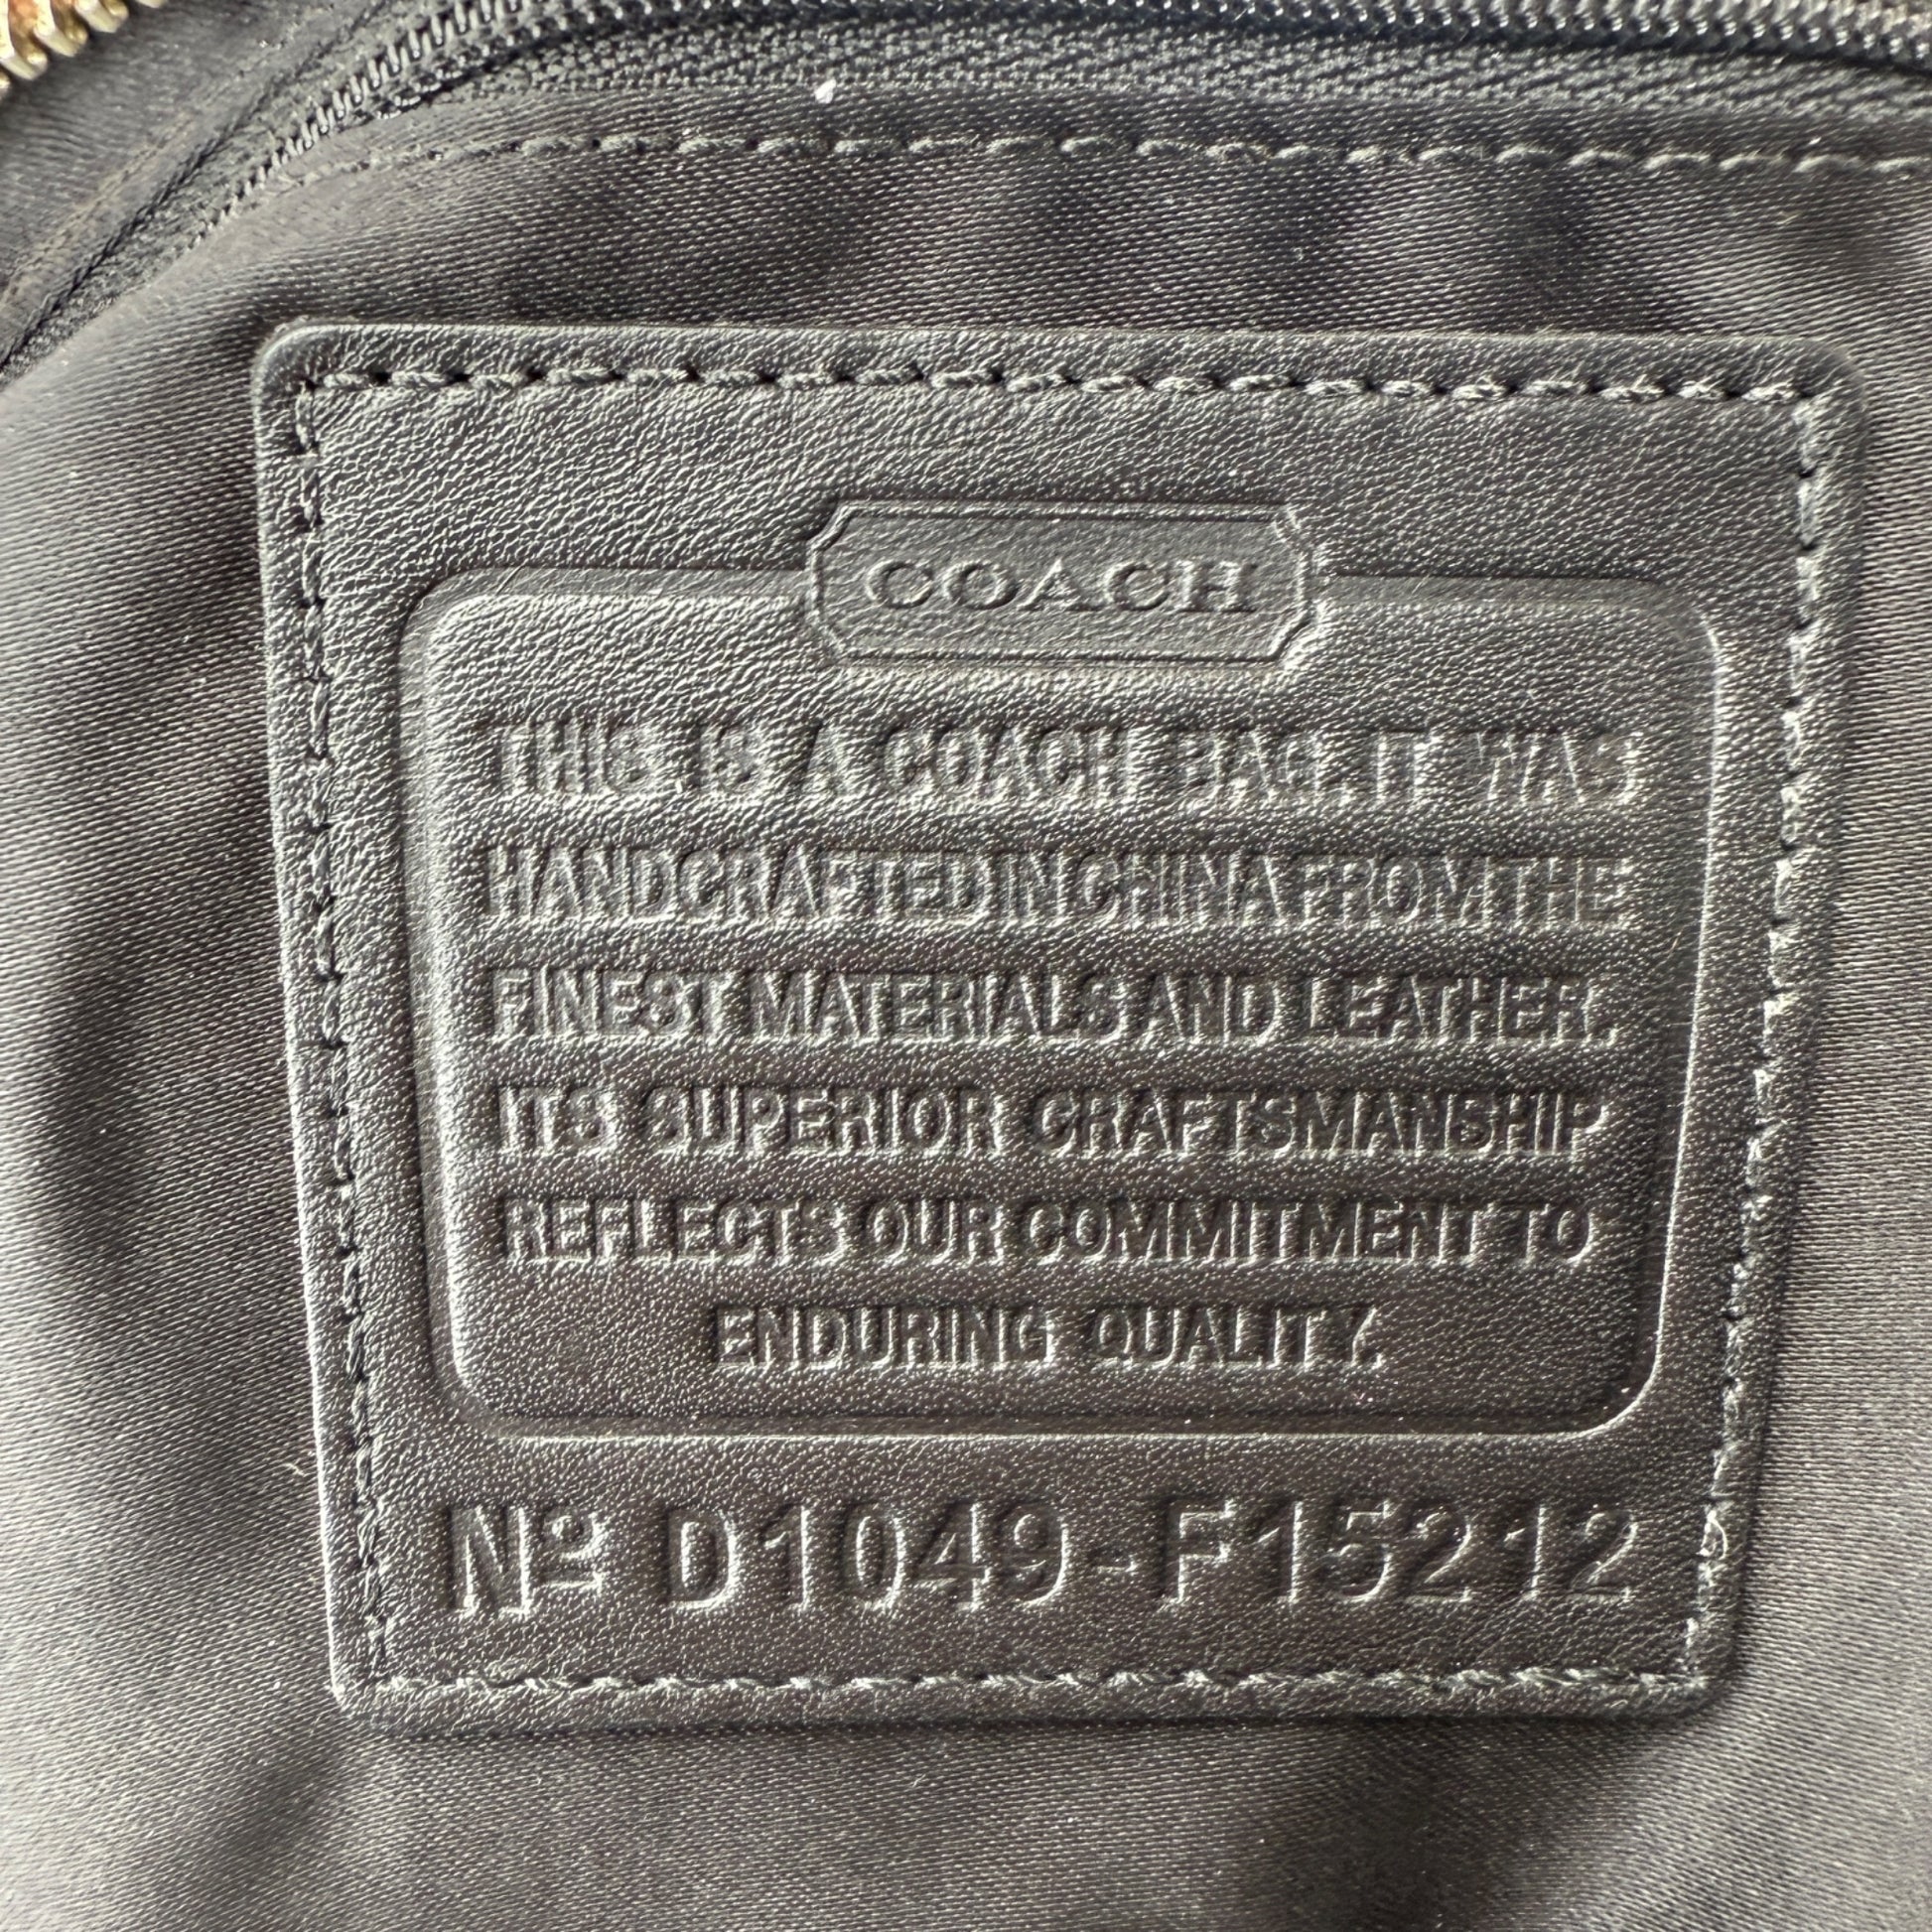 COACH
THIS IS A COACH BAG. IT WAS
HANDCRAFTED IN CHINA FROM THE
FINEST MATERIALS AND LEATHER.
ITS SUPERIOR CRAFTSMANSHIP
REFLECTS OUR COMMITMENT TO
ENDURING QUALITY.
Nº D1049-F15212